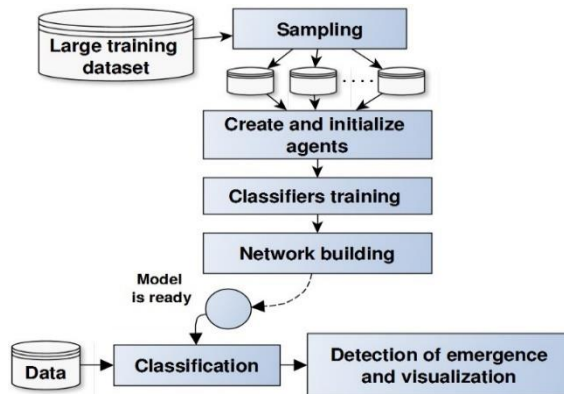 Sampling
Large training
dataset
Create and initialize
agents
Classifiers training
Network building
Model
is ready
Data
Classification
Detection of emergence
and visualization